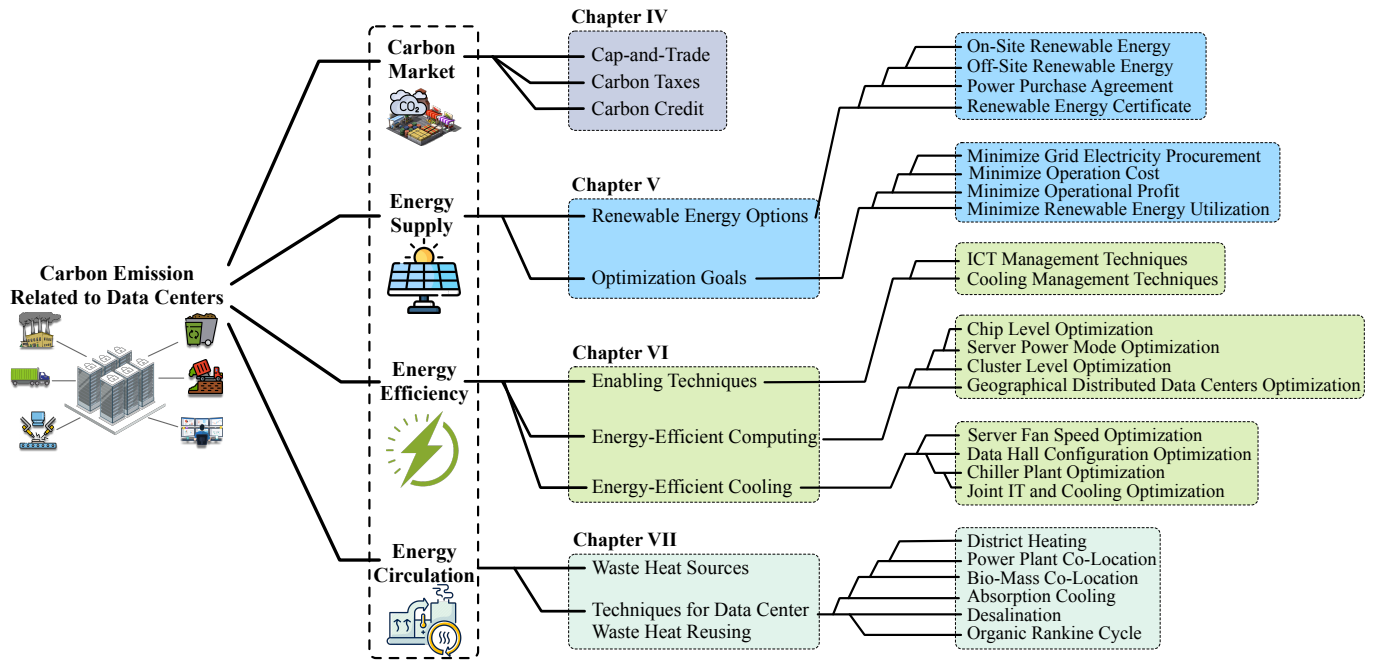 Carbon Emission
Related to Data Centers
Carbon
Market
CO2
Energy
Supply
Energy
Efficiency
Energy
Circulation
Chapter IV
Cap-and-Trade
Carbon Taxes
Carbon Credit
Chapter V
Renewable Energy Options
Optimization Goals
On-Site Renewable Energy
Off-Site Renewable Energy
Power Purchase Agreement
Renewable Energy Certificate
Minimize Grid Electricity Procurement
Minimize Operation Cost
Minimize Operational Profit
Minimize Renewable Energy Utilization
Chapter VI
Enabling Techniques
Energy-Efficient Computing
Energy-Efficient Cooling
ICT Management Techniques
Cooling Management Techniques
Chip Level Optimization
Server Power Mode Optimization
Cluster Level Optimization
Geographical Distributed Data Centers Optimization
Server Fan Speed Optimization
Data Hall Configuration Optimization
Chiller Plant Optimization
Joint IT and Cooling Optimization
Chapter VII
Waste Heat Sources
Techniques for Data Center
Waste Heat Reusing
District Heating
Power Plant Co-Location
Bio-Mass Co-Location
Absorption Cooling
Desalination
Organic Rankine Cycle